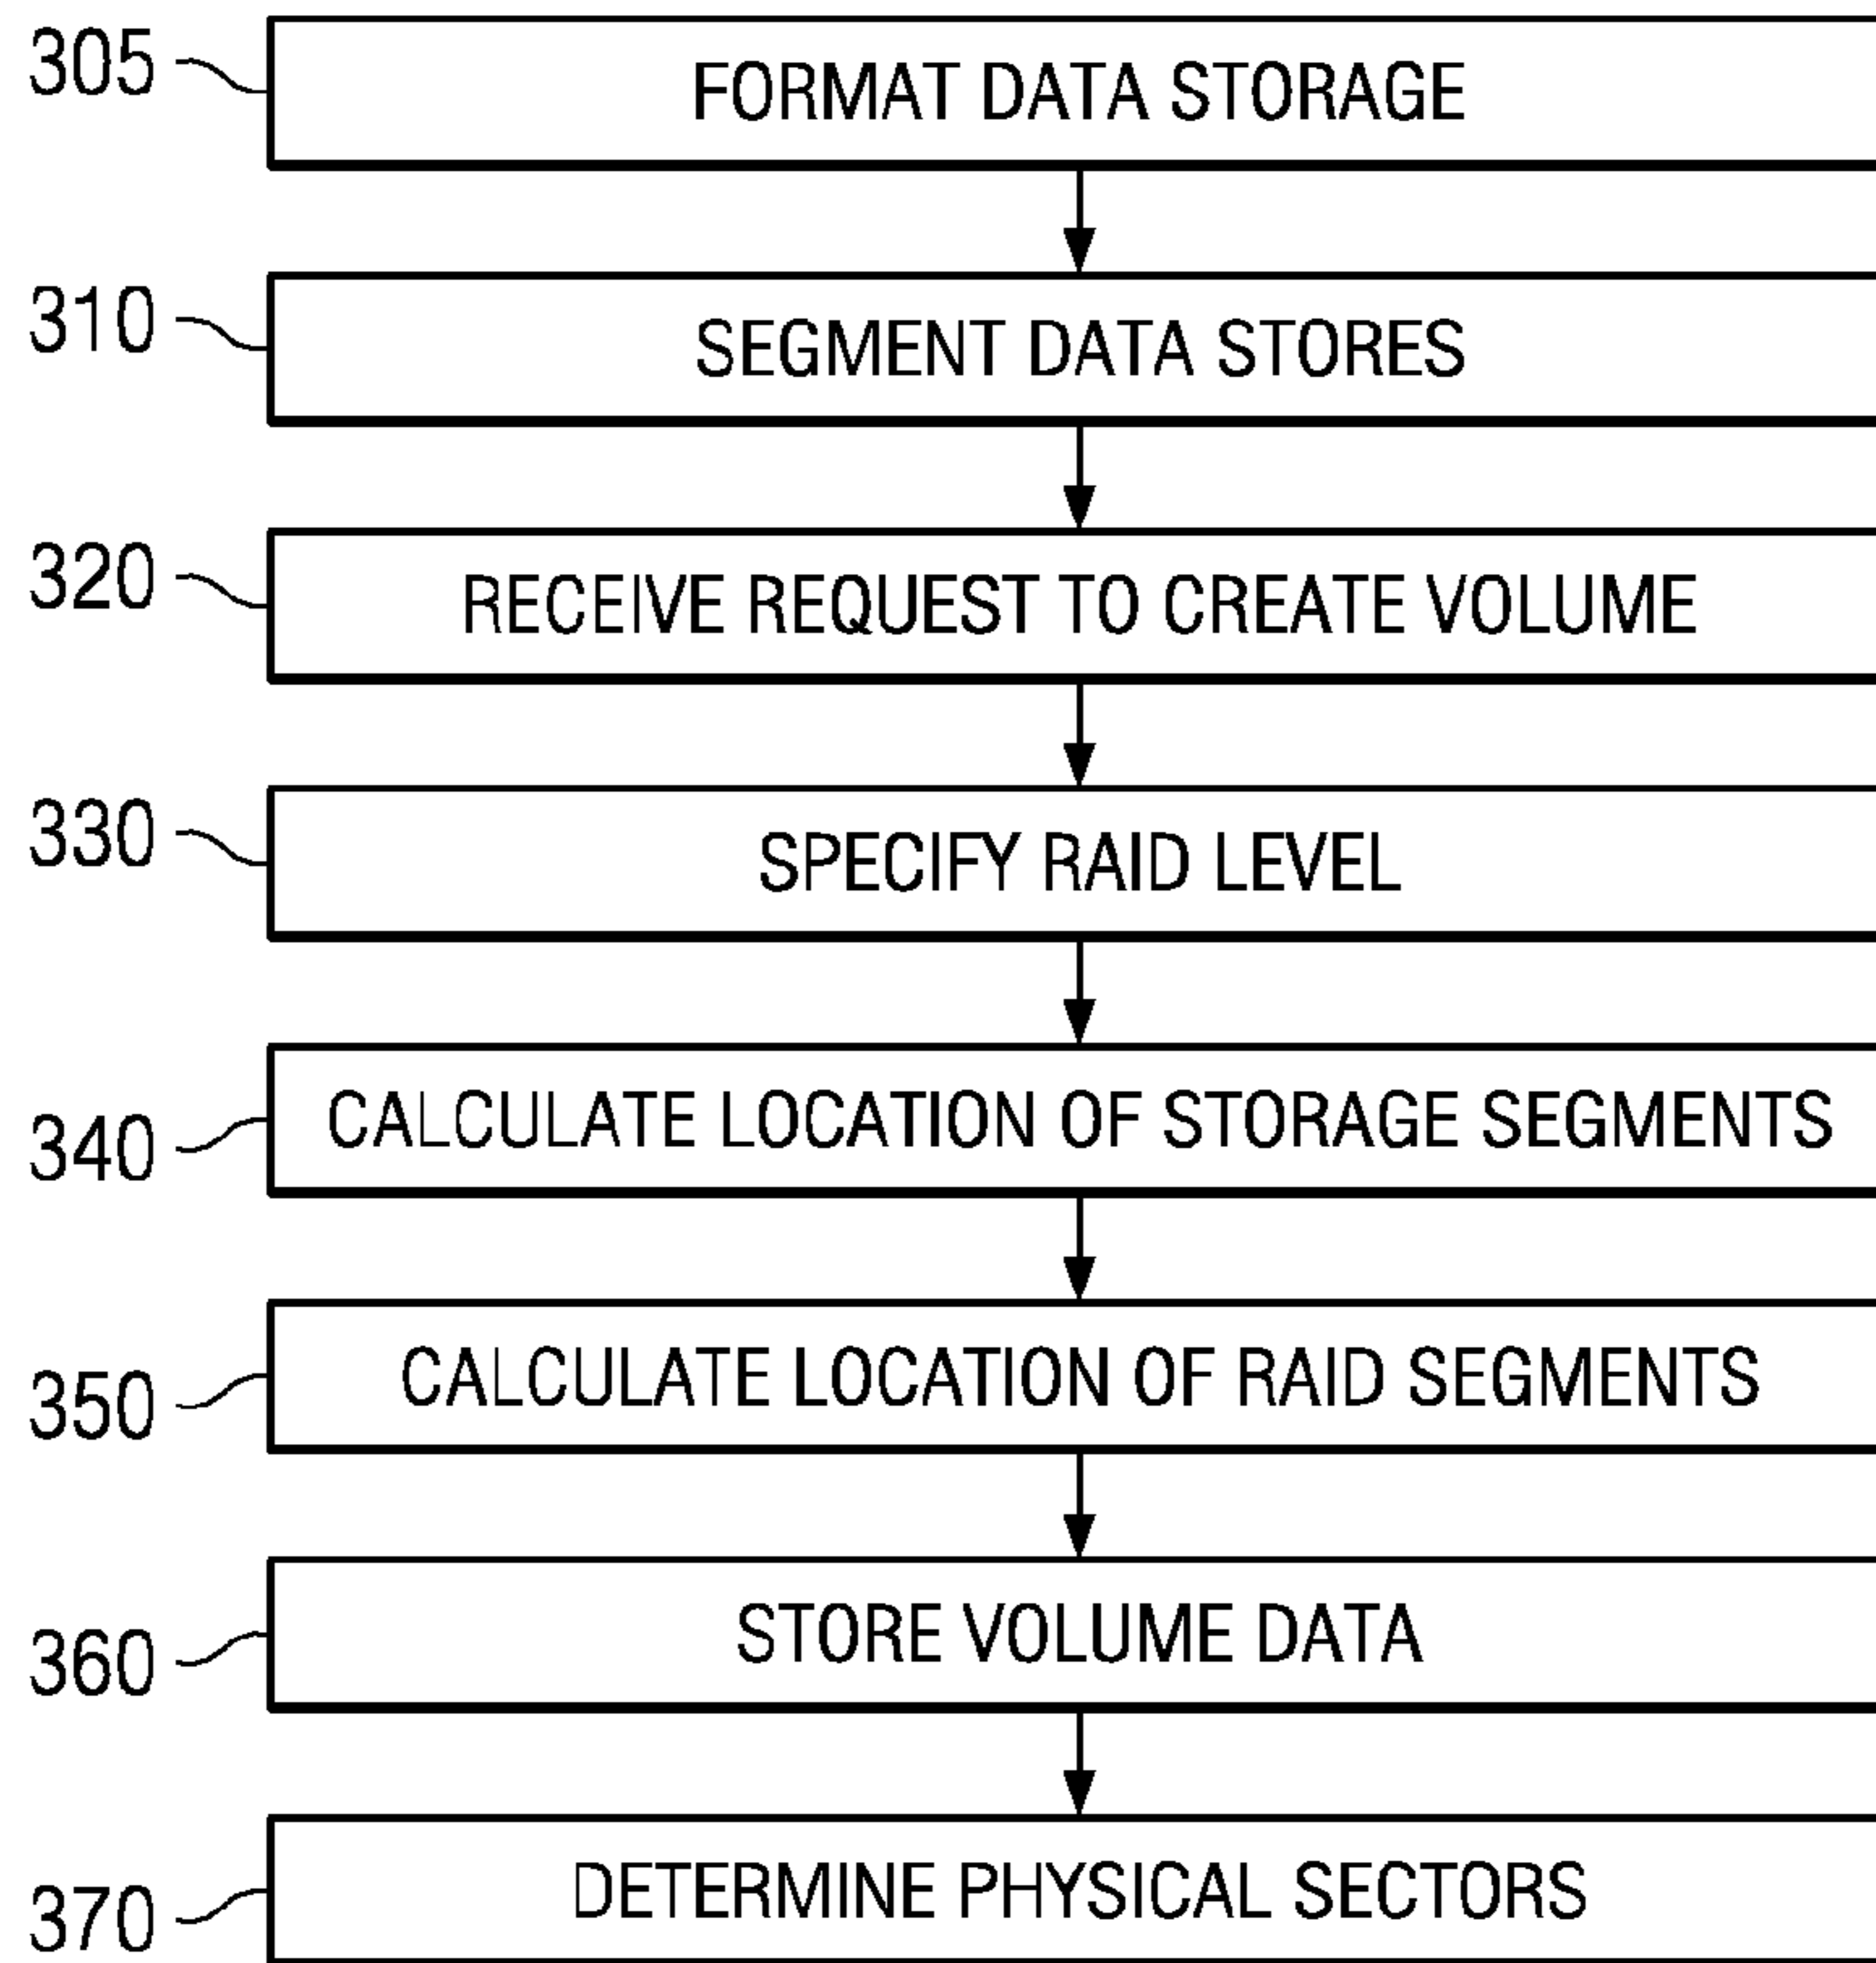 305
FORMAT DATA STORAGE
310
SEGMENT DATA STORES
320
RECEIVE REQUEST TO CREATE VOLUME
330
SPECIFY RAID LEVEL
340
CALCULATE LOCATION OF STORAGE SEGMENTS
350
CALCULATE LOCATION OF RAID SEGMENTS
360
STORE VOLUME DATA
370
DETERMINE PHYSICAL SECTORS